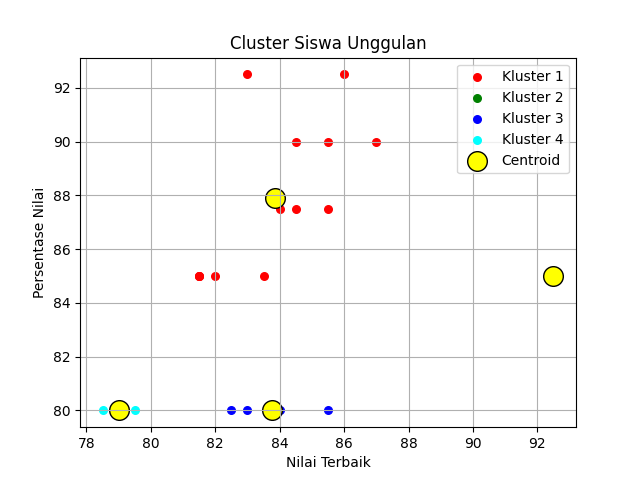 Cluster Siswa Unggulan
Kluster 1
Kluster 2
Kluster 3
Kluster 4
Centroid
Persentase Nilai
92
90
88
86
84
82
80
78 80 82 84 86 88 90 92
Nilai Terbaik